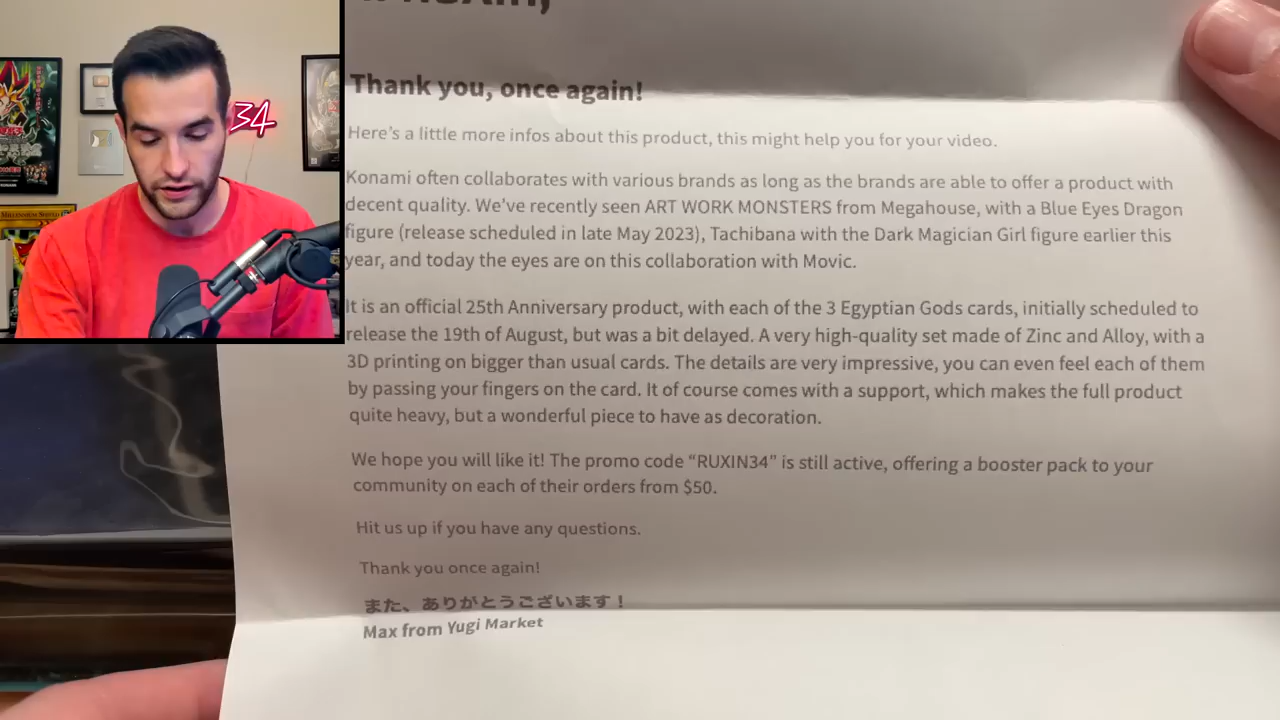 34
MILLENNIUM SHIELD
Thank you, once again!
Here's a little more infos about this product, this might help you for your video.
Konami often collaborates with various brands as long as the brands are able to offer a product with
decent quality. We've recently seen ART WORK MONSTERS from Megahouse, with a Blue Eyes Dragon
figure (release scheduled in late May 2023), Tachibana with the Dark Magician Girl figure earlier this
year, and today the eyes are on this collaboration with Movic.
It is an official 25th Anniversary product, with each of the 3 Egyptian Gods cards, initially scheduled to
release the 19th of August, but was a bit delayed. A very high-quality set made of Zinc and Alloy, with a
3D printing on bigger than usual cards. The details are very impressive, you can even feel each of them
by passing your fingers on the card. It of course comes with a support, which makes the full product
quite heavy, but a wonderful piece to have as decoration.
We hope you will like it! The promo code “RUXIN34” is still active, offering a booster pack to your
community on each of their orders from $50.
Hit us up if you have any questions.
Thank you once again!
また、ありがとうございます！
Max from Yugi Market